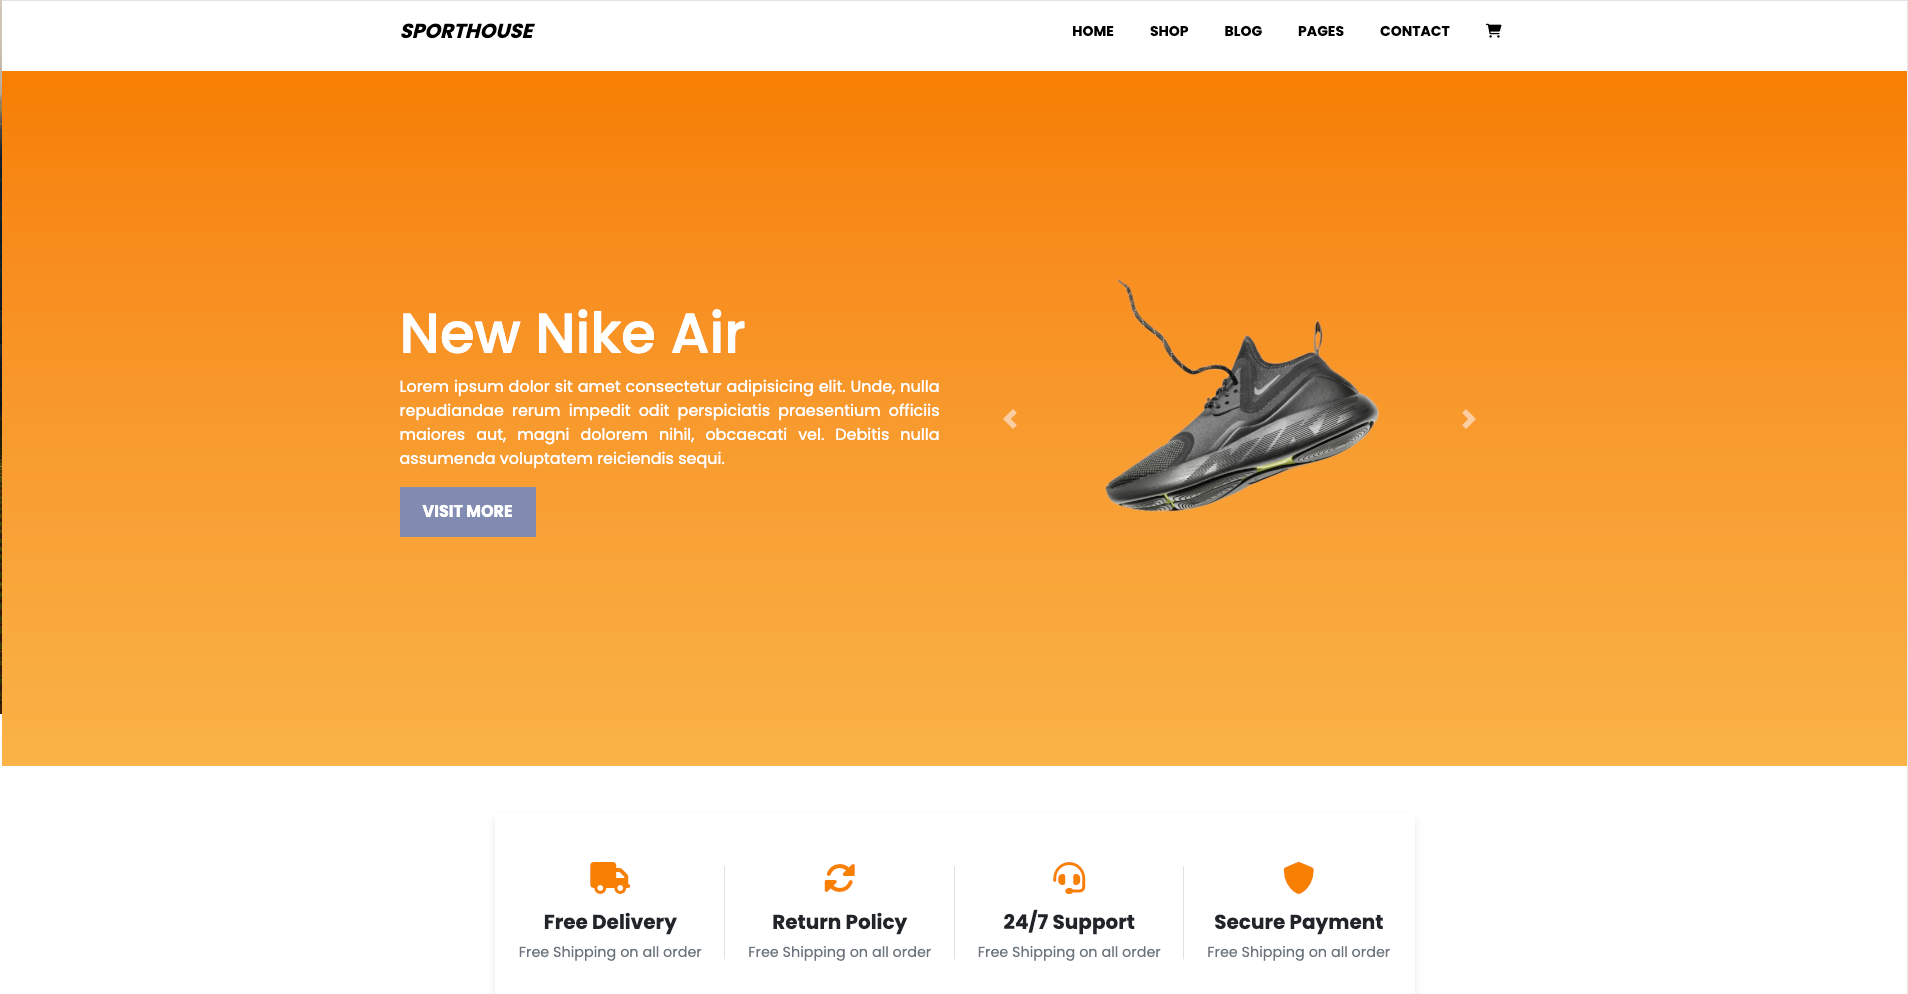 SPORTHOUSE
HOME SHOP BLOG PAGES CONTACT
New Nike Air
Lorem ipsum dolor sit amet consectetur adipisicing elit. Unde, nulla
repudiandae rerum impedit odit perspiciatis praesentium officiis
maiores aut, magni dolorem nihil, obcaecati vel. Debitis nulla
assumenda voluptatem reiciendis sequi.
VISIT MORE
Free Delivery
Free Shipping on all order
Return Policy
Free Shipping on all order
24/7 Support
Free Shipping on all order
Secure Payment
Free Shipping on all order